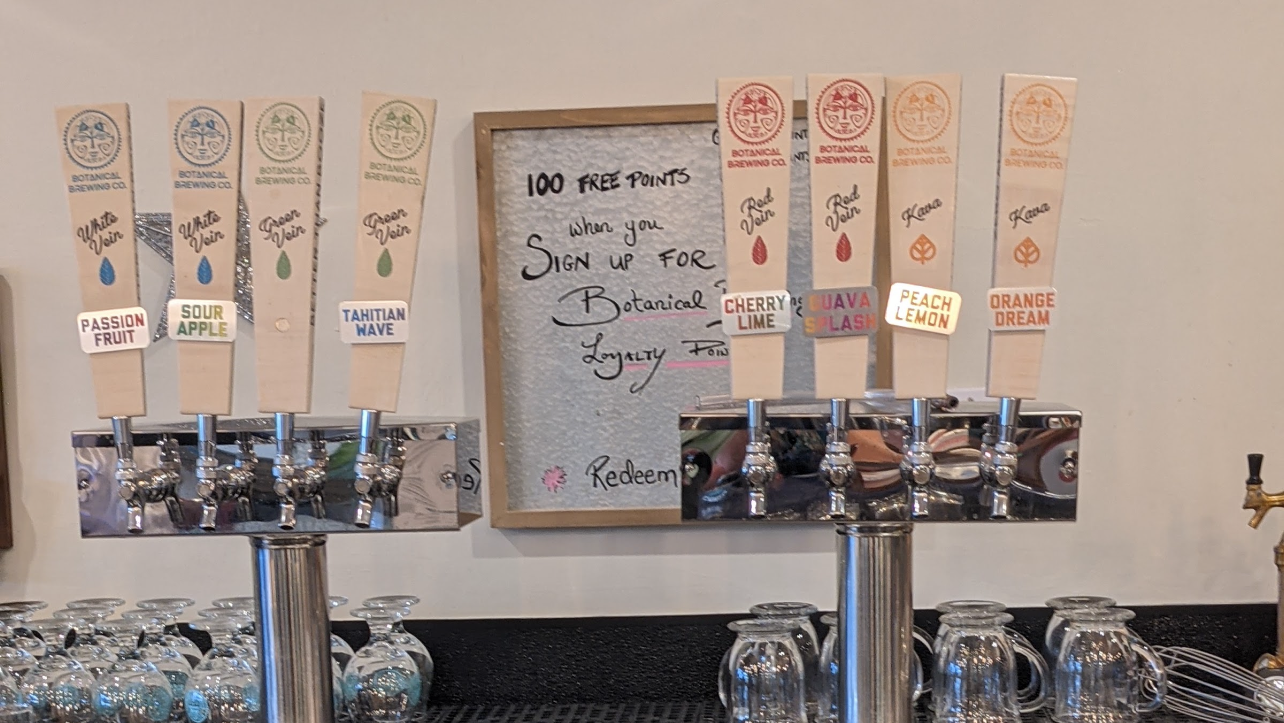 BOTANICAL
BREWING CO.
White
Vein
PASSION
FRUIT
BOTANICAL
BREWING CO.
White
Vein
SOUR
APPLE
BOTANICAL
BREWING CO.
Green
Vein
BOTANICAL
BREWING CO.
Green
Vein
TAHITIAN
WAVE
100 FREE POINTS
when you
SIGN UP FOR
Botanical
LOYALTY
Redeem
BOTANICAL
BREWING CO.
Red
Vein
CHERRY
LIME
BOTANICAL
BREWING CO.
Red
Vein
GUAVA
SPLASH
BOTANICAL
BREWING CO.
Kava
PEACH
LEMON
BOTANICAL
BREWING CO.
Kava
ORANGE
DREAM